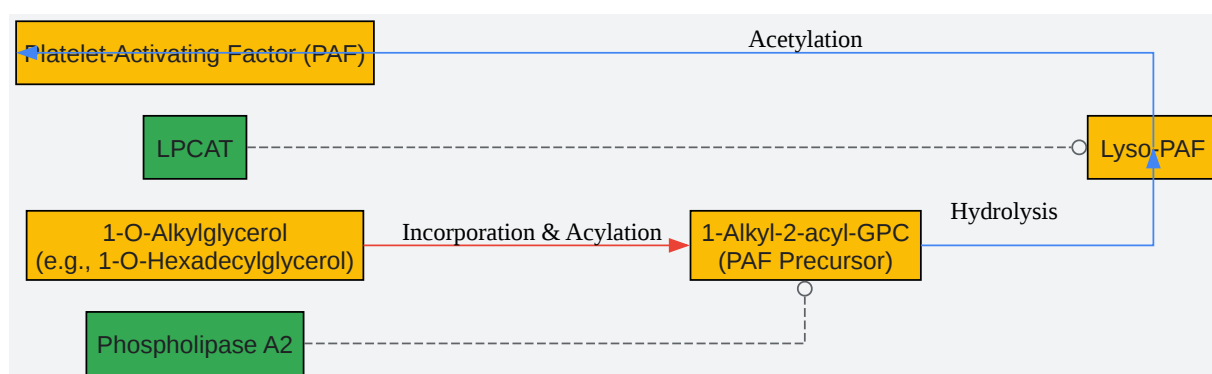 Platelet-Activating Factor (PAF)
Acetylation
LPCAT
Lyso-PAF
Hydrolysis
1-O-Alkylglycerol
(e.g., 1-O-Hexadecylglycerol)
Incorporation & Acylation
1-Alkyl-2-acyl-GPC
(PAF Precursor)
Phospholipase A2